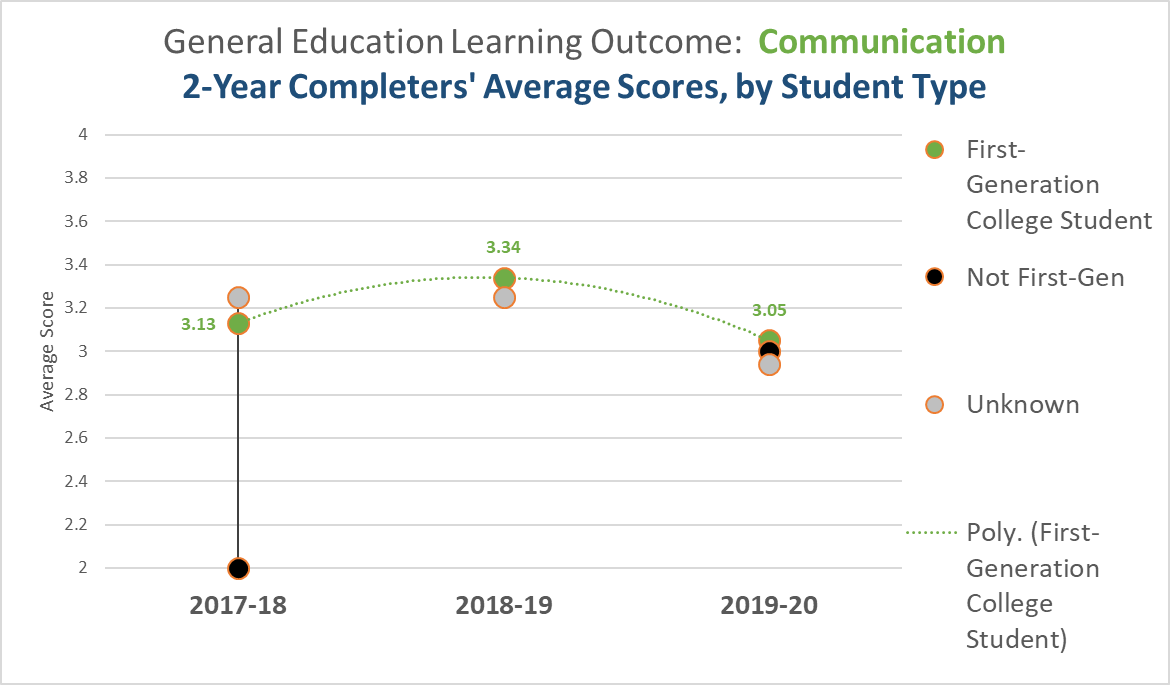 General Education Learning Outcome: Communication
2-Year Completers' Average Scores, by Student Type
4
3.8
3.6
3.4
3.2
3
2.8
2.6
2.4
2.2
2
Average Score
3.13
3.34
3.05
2017-18
2018-19
2019-20
First-
Generation
College Student
Not First-Gen
Unknown
Poly. (First-
Generation
College
Student)